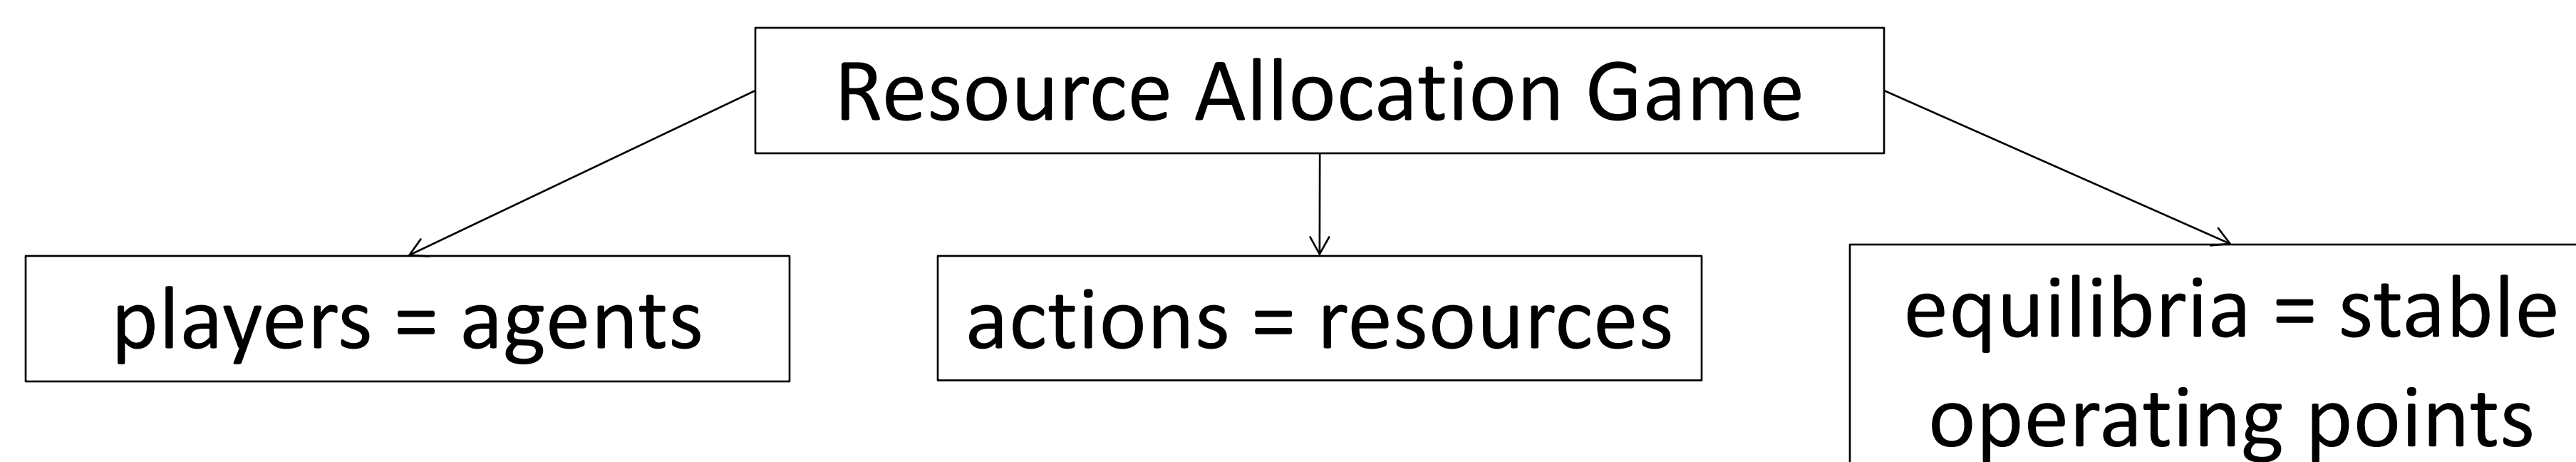 Resource Allocation Game
players = agents
actions = resources
equilibria = stable
operating points